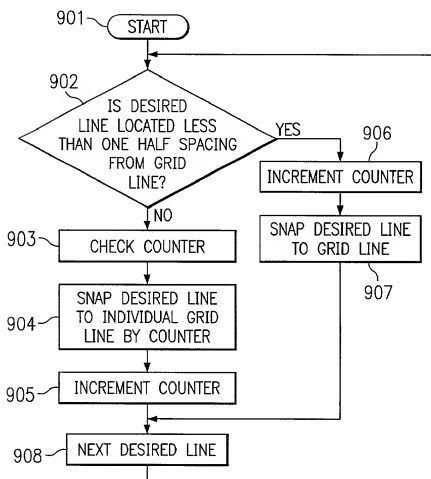 901
START
902
IS DESIRED
LINE LOCATED LESS
THAN ONE HALF SPACING
FROM GRID
LINE?
YES
NO
906
INCREMENT COUNTER
903
CHECK COUNTER
SNAP DESIRED LINE
TO GRID LINE
907
904
SNAP DESIRED LINE
TO INDIVIDUAL GRID
LINE BY COUNTER
905
INCREMENT COUNTER
908
NEXT DESIRED LINE